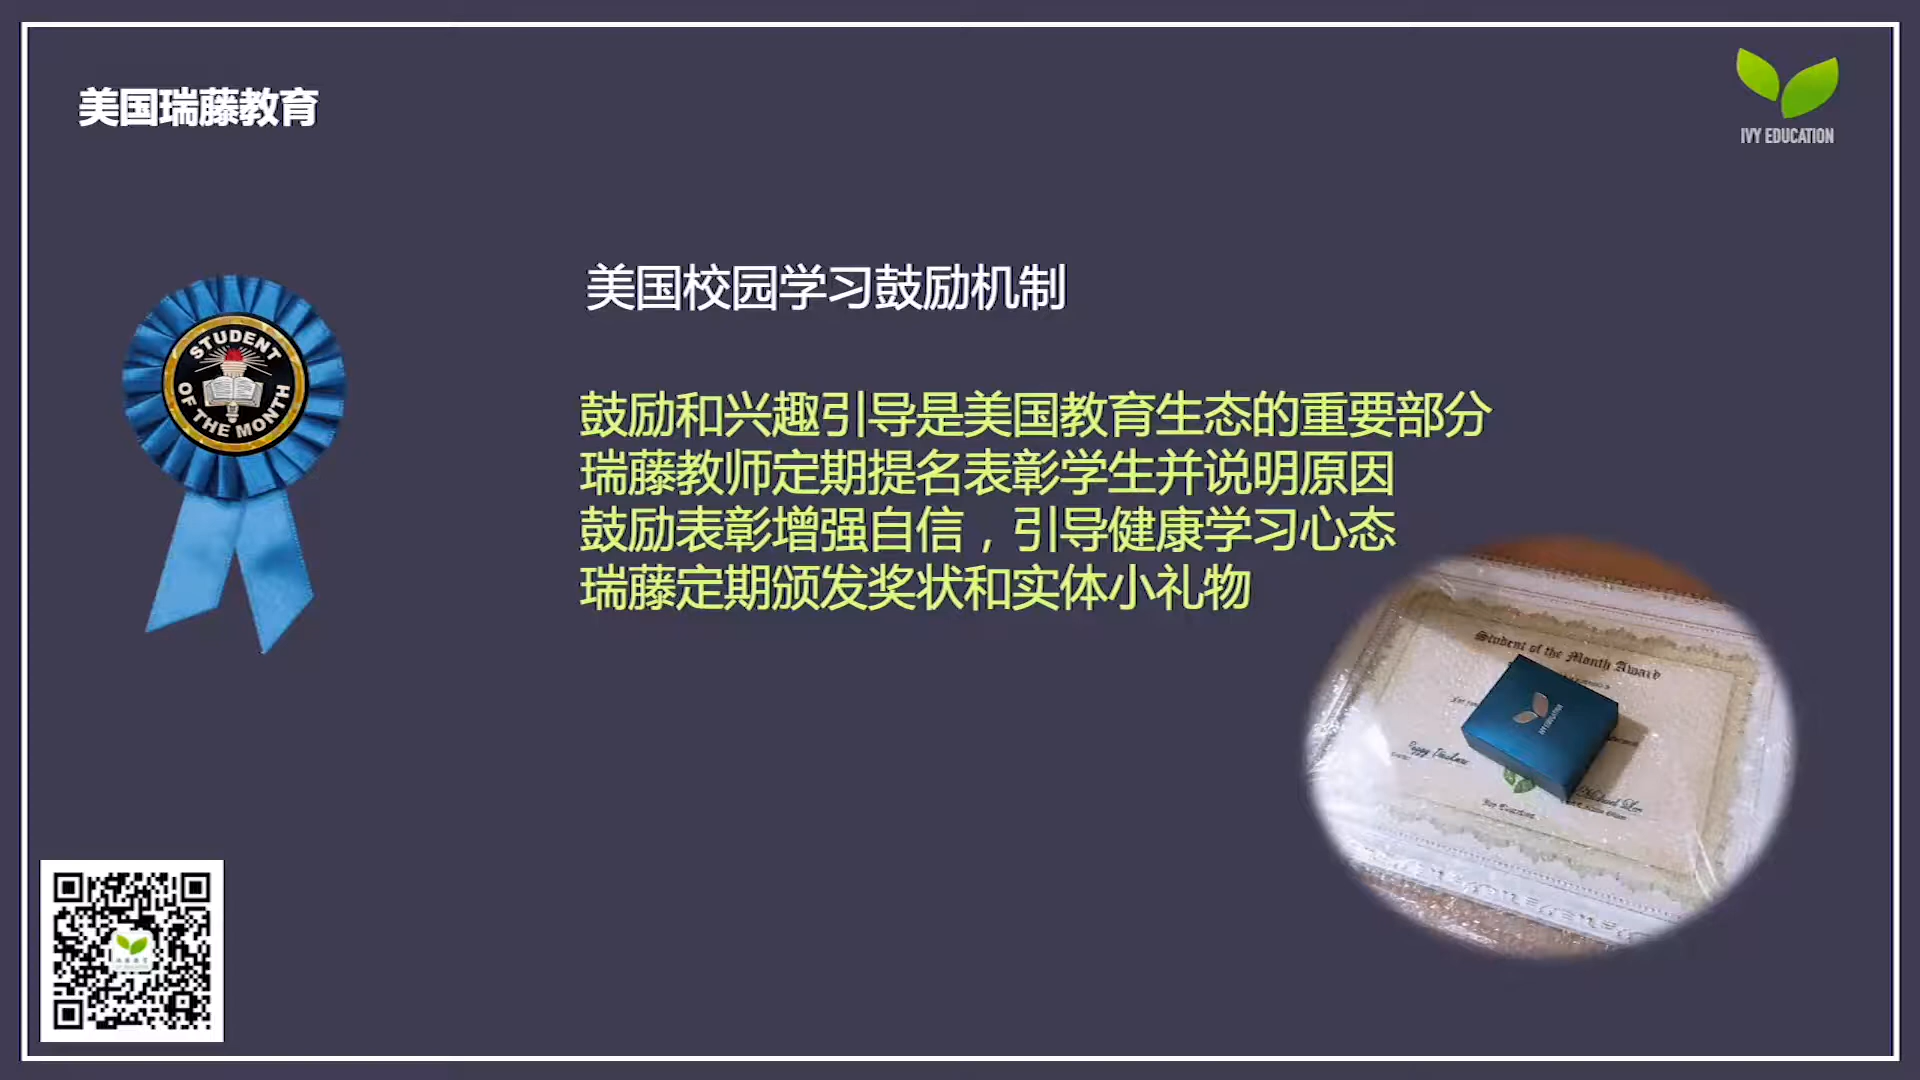 美国瑞藤教育
IVY EDUCATION
美国校园学习鼓励机制
STUDENT
OF THE MONTH
鼓励和兴趣引导是美国教育生态的重要部分
瑞藤教师定期提名表彰学生并说明原因
鼓励表彰增强自信，引导健康学习心态
瑞藤定期颁发奖状和实体小礼物
Student of the Month Award